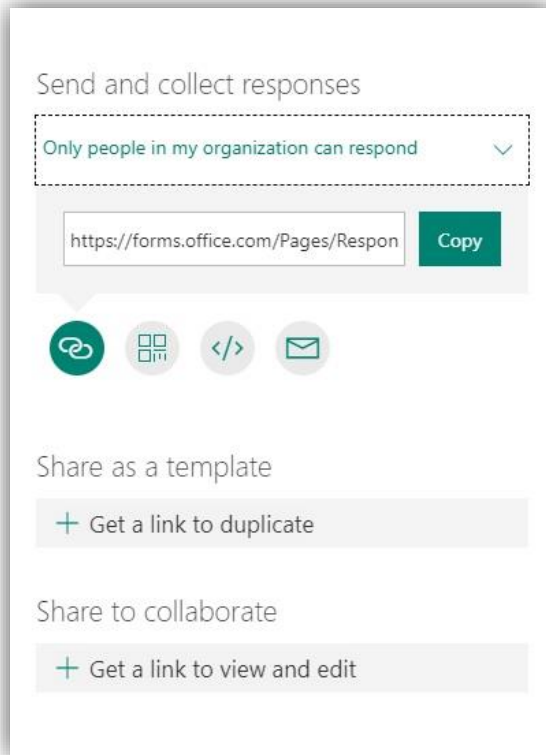 Send and collect responses
Only people in my organization can respond
https://forms.office.com/Pages/Respon
Copy
</>
Share as a template
+ Get a link to duplicate
Share to collaborate
+ Get a link to view and edit